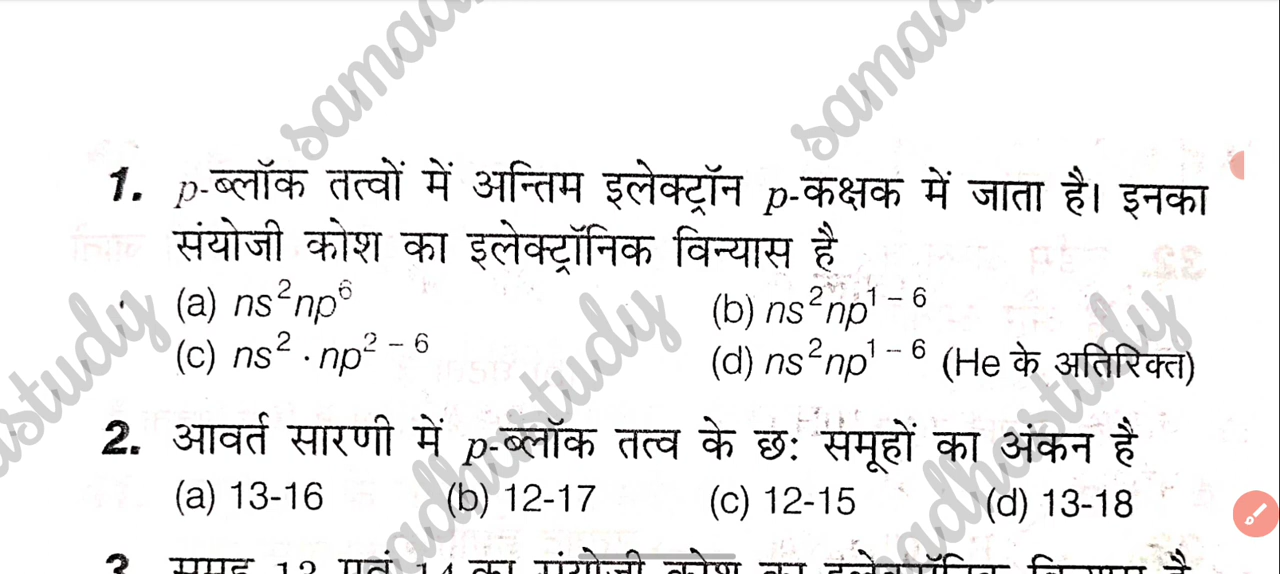 1. p-ब्लॉक तत्वों में अन्तिम इलेक्ट्रॉन p-कक्षक में जाता है। इनका
संयोजी कोश का इलेक्ट्रॉनिक विन्यास है
(a) ns²np⁶ (b) ns²np¹⁻⁶
(c) ns²·np²⁻⁶ (d) ns²np¹⁻⁶ (He के अतिरिक्त)
2. आवर्त सारणी में p-ब्लॉक तत्व के छः समूहों का अंकन है
(a) 13-16 (b) 12-17 (c) 12-15 (d) 13-18